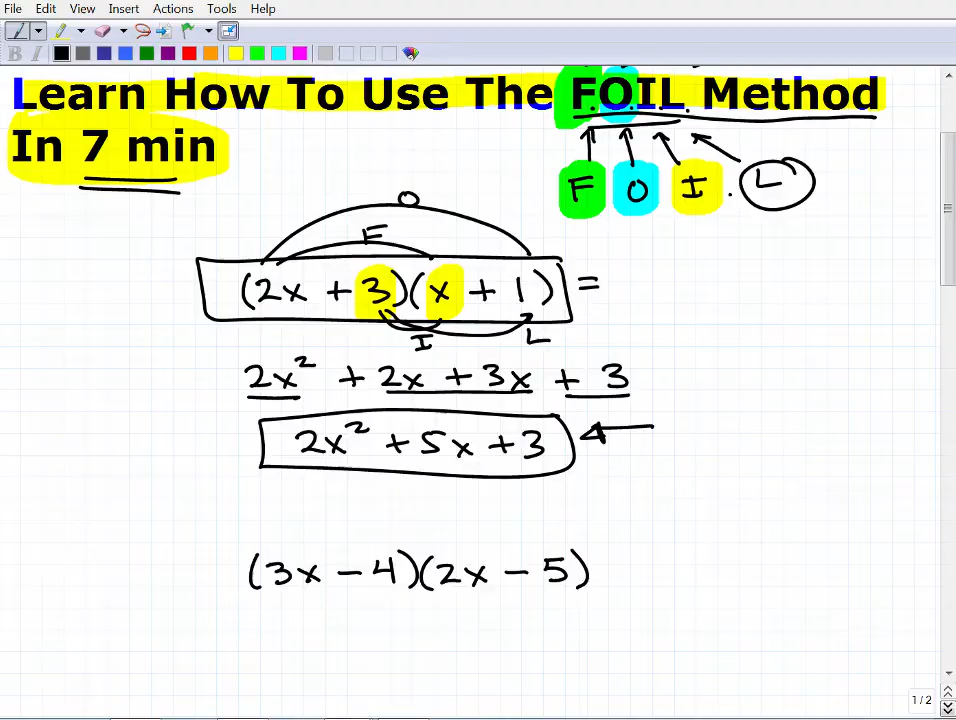 File Edit View Insert Actions Tools Help
B I
Learn How To Use The FOIL Method
In 7 min
F O I . L
O
F
(2x + 3)(x + 1) =
I L
2x² + 2x + 3x + 3
2x² + 5x + 3
(3x - 4)(2x - 5)
1 / 2